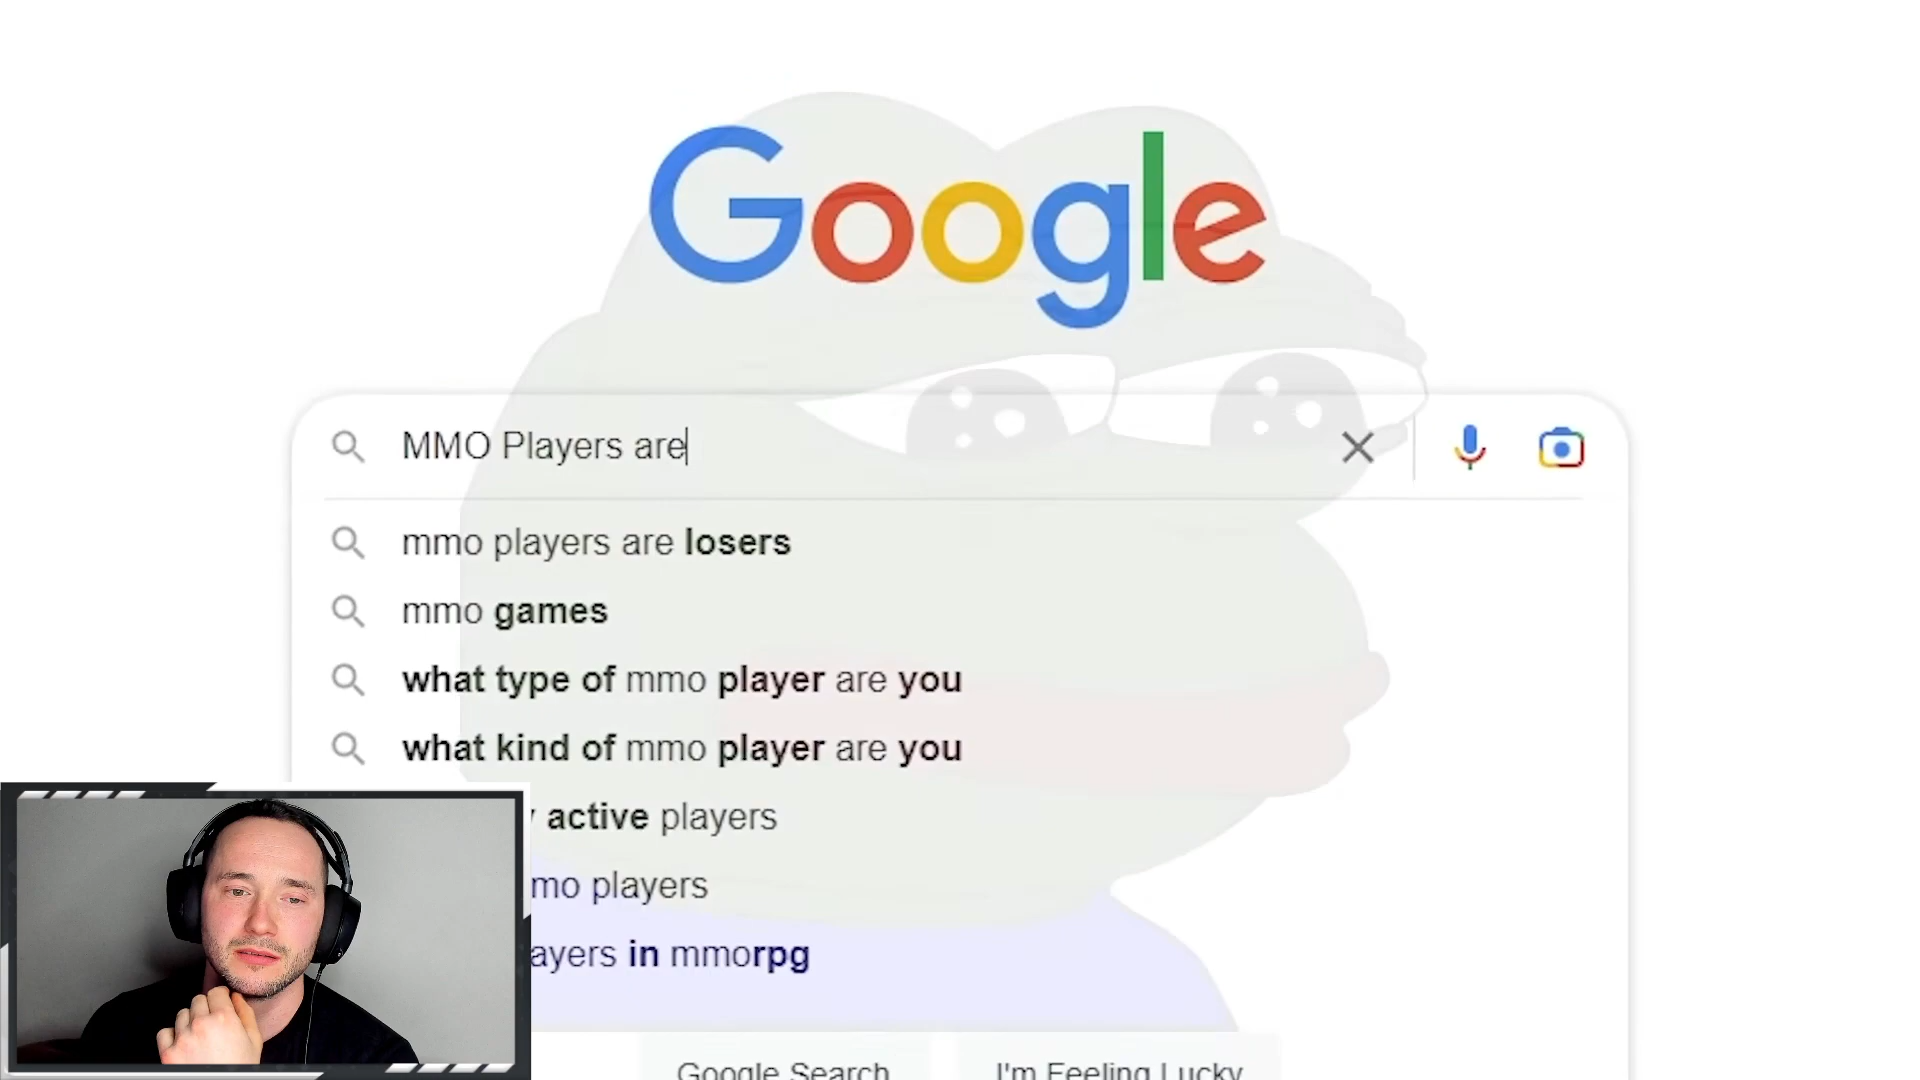 Google
MMO Players are
mmo players are losers
mmo games
what type of mmo player are you
what kind of mmo player are you
active players
mo players
ayers in mmorpg
Google Search
I'm Feeling Lucky